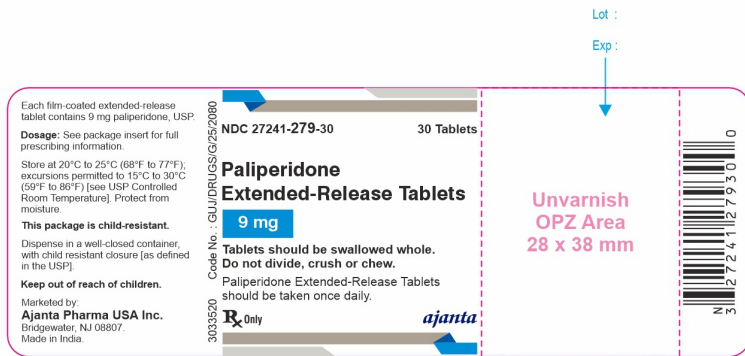 Lot :
Exp :
Each film-coated extended-release
tablet contains 9 mg paliperidone, USP.
Dosage: See package insert for full
prescribing information.
Store at 20°C to 25°C (68°F to 77°F);
excursions permitted to 15°C to 30°C
(59°F to 86°F) [see USP Controlled
Room Temperature]. Protect from
moisture.
This package is child-resistant.
Dispense in a well-closed container,
with child resistant closure [as defined
in the USP].
Keep out of reach of children.
Marketed by:
Ajanta Pharma USA Inc.
Bridgewater, NJ 08807.
Made in India.
3033520 Code No. : GUJ/DRUGS/G/25/2080
NDC 27241-279-30 30 Tablets
Paliperidone
Extended-Release Tablets
9 mg
Tablets should be swallowed whole.
Do not divide, crush or chew.
Paliperidone Extended-Release Tablets
should be taken once daily.
Rx Only ajanta
Unvarnish
OPZ Area
28 x 38 mm
N
3 27241 27930 0